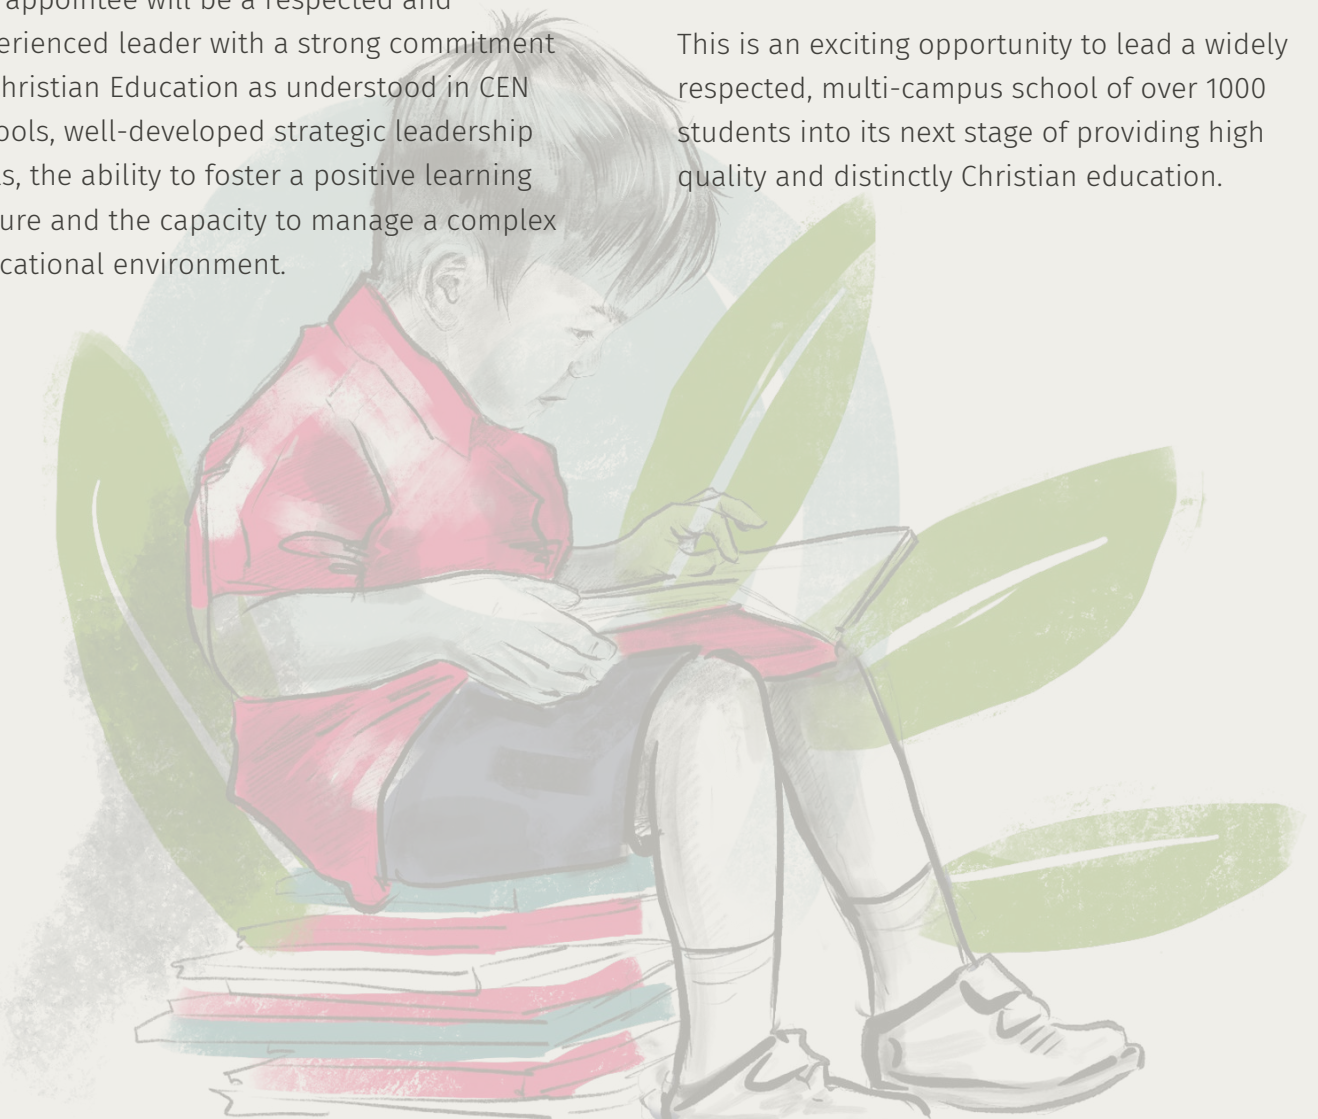 appointee will be a respected and
erienced leader with a strong commitment
hristian Education as understood in CEN
ools, well-developed strategic leadership
s, the ability to foster a positive learning
ure and the capacity to manage a complex
cational environment.
This is an exciting opportunity to lead a widely
respected, multi-campus school of over 1000
students into its next stage of providing high
quality and distinctly Christian education.